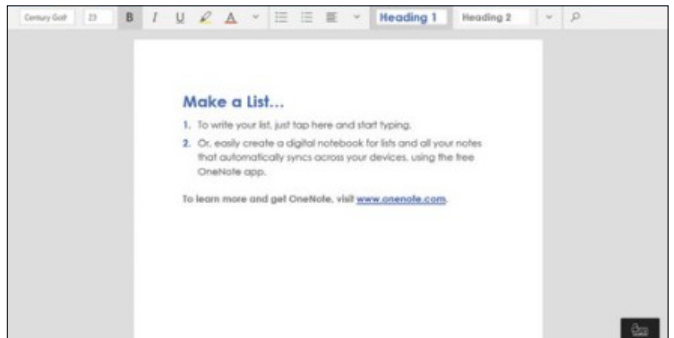 Century Gott 23 B I U A Heading 1 Heading 2
Make a List...
1. To write your list, just tap here and start typing.
2. Or, easily create a digital notebook for lists and all your notes
that automatically syncs across your devices, using the free
OneNote app.
To learn more and get OneNote, visit www.onenote.com.